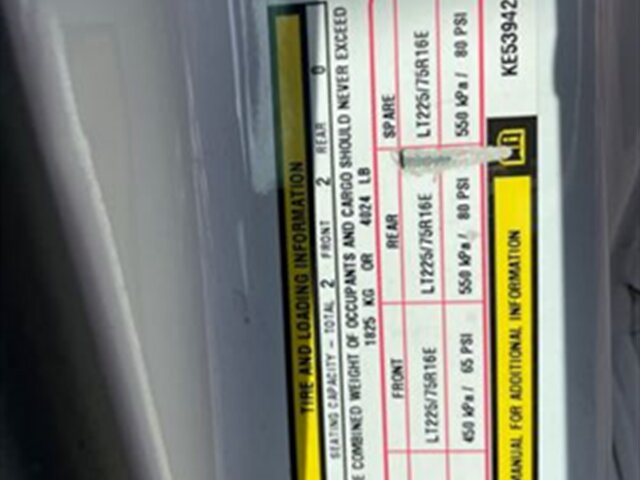 TIRE AND LOADING INFORMATION
SEATING CAPACITY - TOTAL 2 FRONT 2 REAR 0
E COMBINED WEIGHT OF OCCUPANTS AND CARGO SHOULD NEVER EXCEED
1825 KG OR 4024 LB
FRONT REAR SPARE
LT225/75R16E LT225/75R16E LT225/75R16E
450 kPa/ 65 PSI 550 kPa/ 80 PSI 550 kPa/ 80 PSI
MANUAL FOR ADDITIONAL INFORMATION
KE53942